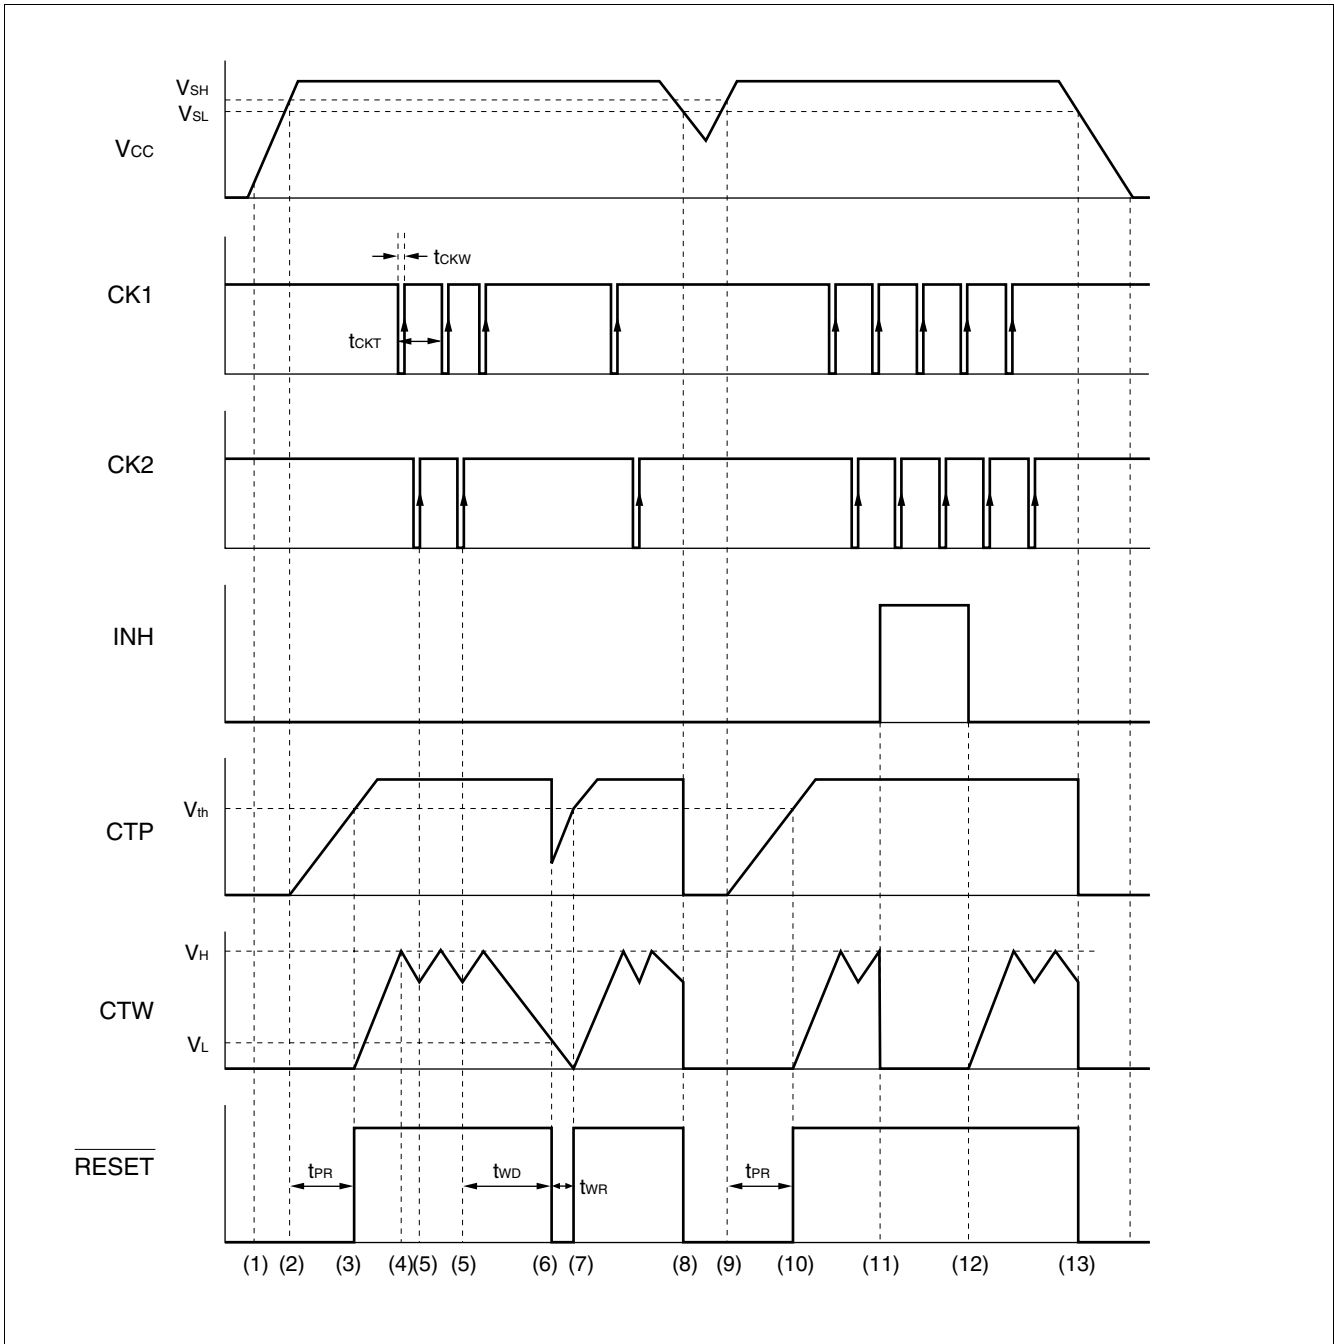 VSH
VSL
VCC
tCKW
CK1
tCKT
CK2
INH
Vth
CTP
VH
CTW
VL
RESET
tPR
tWD
tWR
tPR
(1) (2) (3) (4)(5) (5) (6) (7) (8) (9) (10) (11) (12) (13)